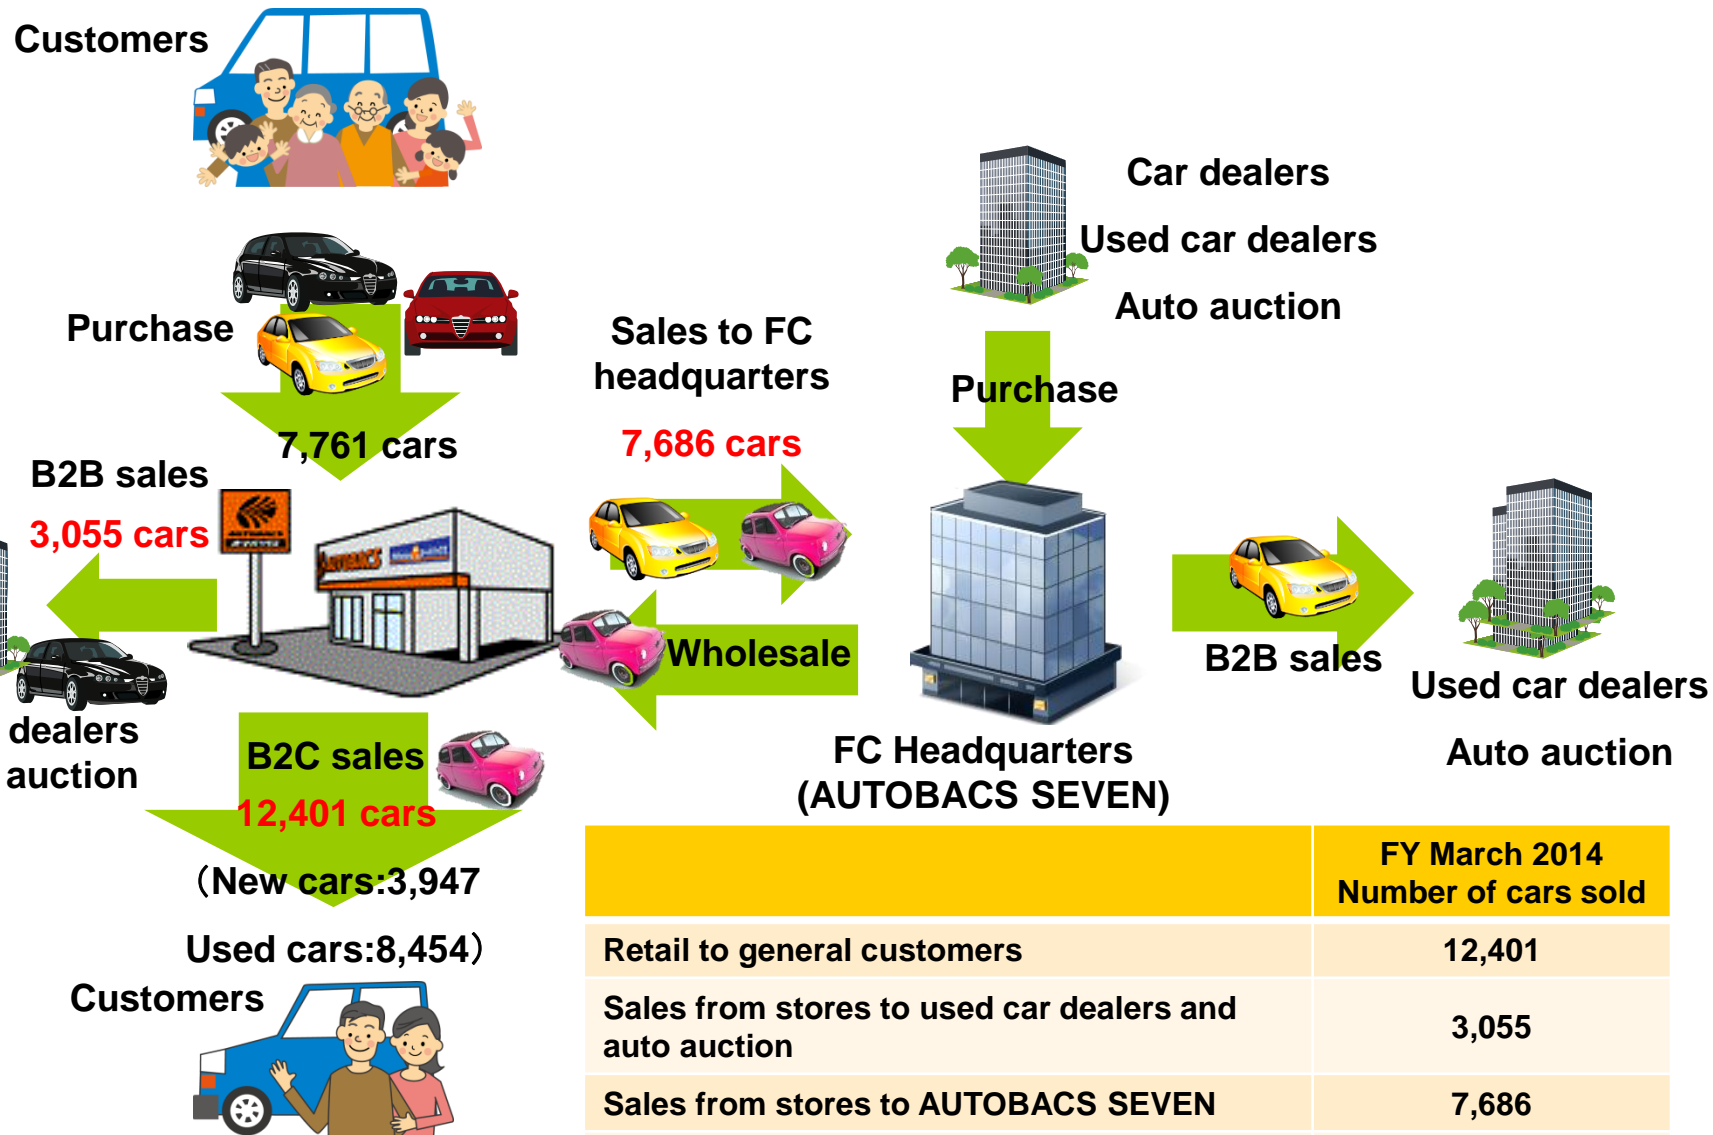 Customers
Car dealers
Used car dealers
Auto auction
Purchase
Sales to FC
headquarters
7,686 cars
Purchase
7,761 cars
B2B sales
3,055 cars
AUTOBACS
Wholesale
B2B sales
Used car dealers
Auto auction
dealers
auction
B2C sales
12,401 cars
（New cars:3,947
Used cars:8,454）
Customers
FC Headquarters
(AUTOBACS SEVEN)
FY March 2014
Number of cars sold
Retail to general customers 12,401
Sales from stores to used car dealers and
auto auction 3,055
Sales from stores to AUTOBACS SEVEN 7,686